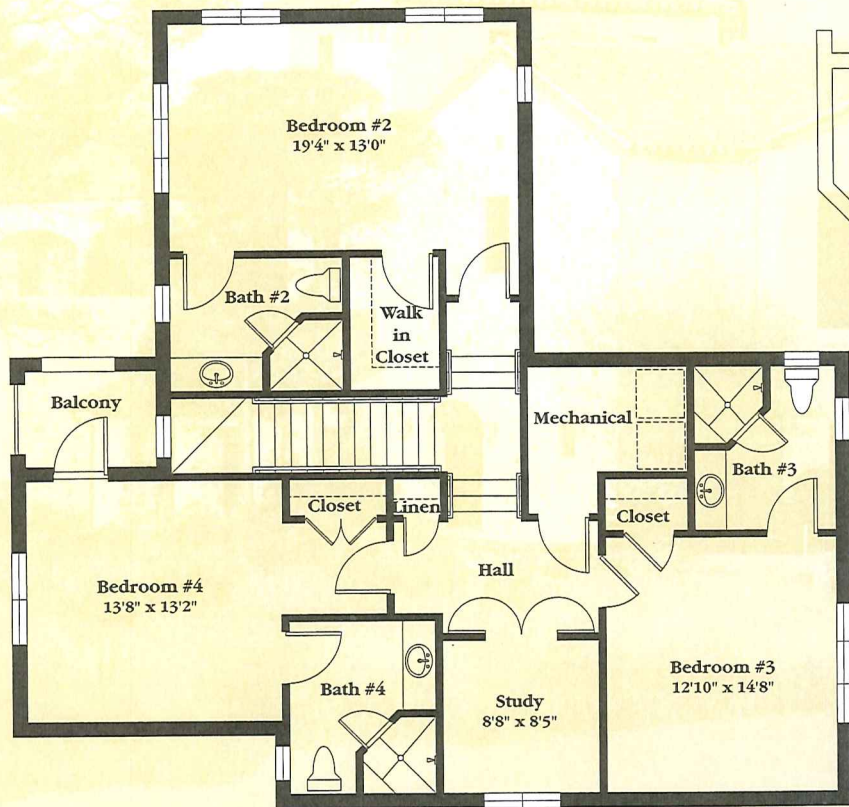 Bedroom #2
19'4" x 13'0"
Bath #2
Walk
in
Closet
Balcony
Mechanical
Bath #3
Closet
Linen
Closet
Hall
Bedroom #4
13'8" x 13'2"
Bedroom #3
12'10" x 14'8"
Bath #4
Study
8'8" x 8'5"